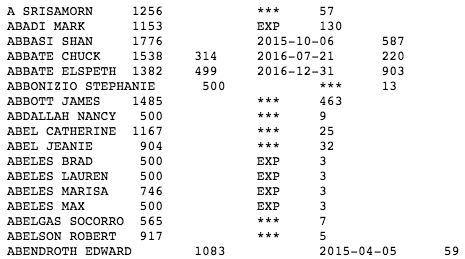 A SRISAMORN 1256 *** 57
ABADI MARK 1153 EXP 130
ABBASI SHAN 1776 2015-10-06 587
ABBATE CHUCK 1538 314 2016-07-21 220
ABBATE ELSPETH 1382 499 2016-12-31 903
ABBONIZIO STEPHANIE 500 *** 13
ABBOTT JAMES 1485 *** 463
ABDALLAH NANCY 500 *** 9
ABEL CATHERINE 1167 *** 25
ABEL JEANIE 904 *** 32
ABELES BRAD 500 EXP 3
ABELES LAUREN 500 EXP 3
ABELES MARISA 746 EXP 3
ABELES MAX 500 EXP 3
ABELGAS SOCORRO 565 *** 7
ABELSON ROBERT 917 *** 5
ABENDROTH EDWARD 1083 2015-04-05 59